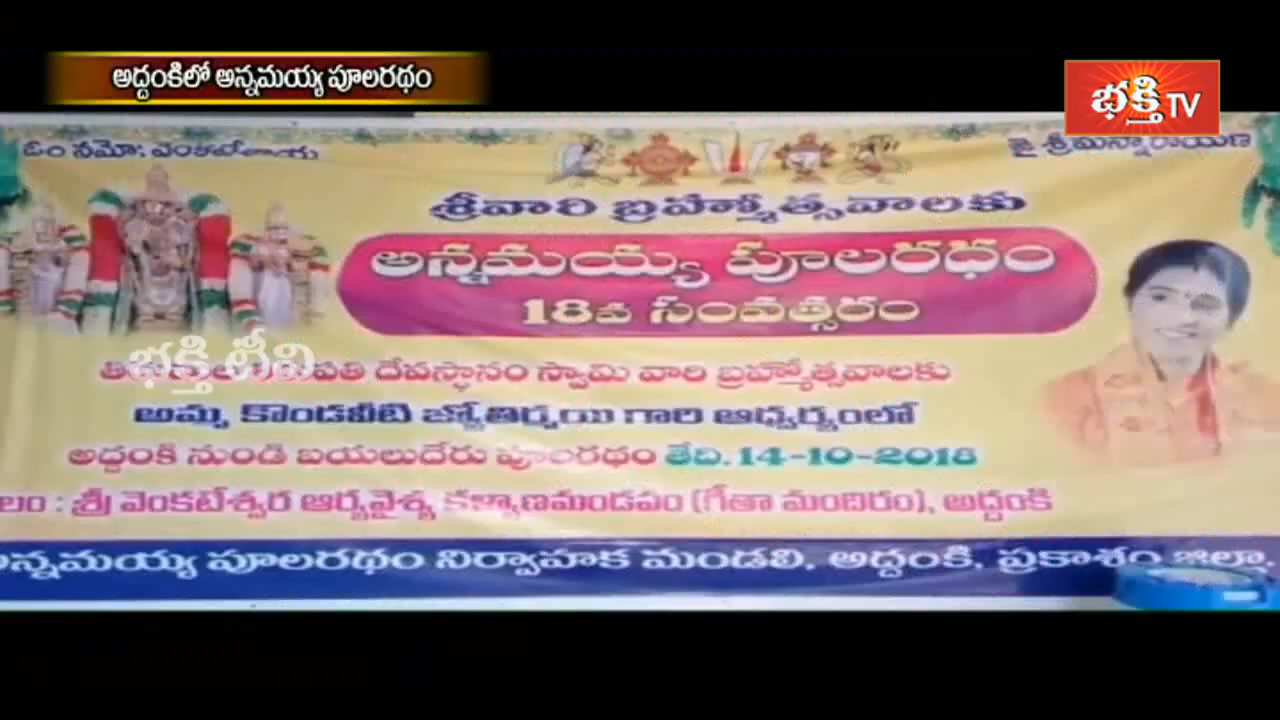 అద్దంకిలో అన్నమయ్య పూలరథం
భక్తి TV
ఓం నమో: వెంకటేశాయ
జై శ్రీమన్నారాయణ
శ్రీవారి బ్రహ్మోత్సవాలకు
అన్నమయ్య పూలరథం
18వ సంవత్సరం
భక్తి టీవి
తిరుమల తిరుపతి దేవస్థానం స్వామి వారి బ్రహ్మోత్సవాలకు
అమ్మ కొండవీటి జ్యోతిర్మయి గారి ఆధ్వర్యంలో
అద్దంకి నుండి బయలుదేరు పూలరథం తేది.14-10-2018
లం : శ్రీ వెంకటేశ్వర ఆర్యవైశ్య కళ్యాణమండపం (గీతా మందిరం), అద్దంకి
అన్నమయ్య పూలరథం నిర్వాహక మండలి, అద్దంకి, ప్రకాశం జిల్లా.